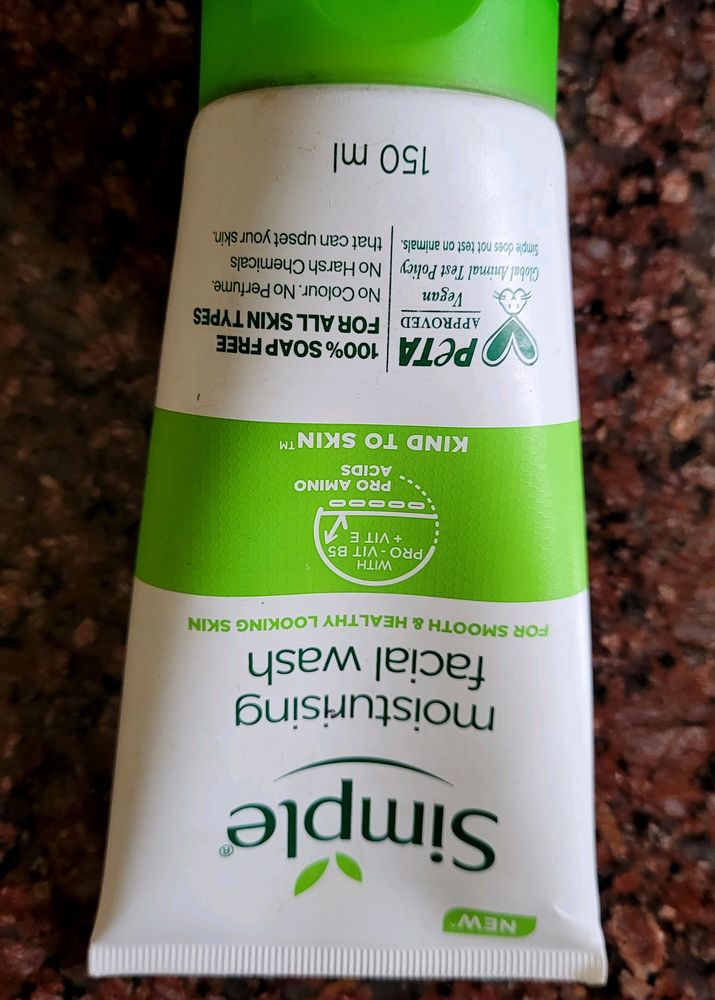 NEW
Simple®
moisturising
facial wash
FOR SMOOTH & HEALTHY LOOKING SKIN
WITH
PRO - VIT B5
+ VIT E
PRO AMINO
ACIDS
KIND TO SKIN™
PETA
APPROVED
Vegan
Global Animal Test Policy
Simple does not test on animals.
100% SOAP FREE
FOR ALL SKIN TYPES
No Colour. No Perfume.
No Harsh Chemicals
that can upset your skin.
150 ml